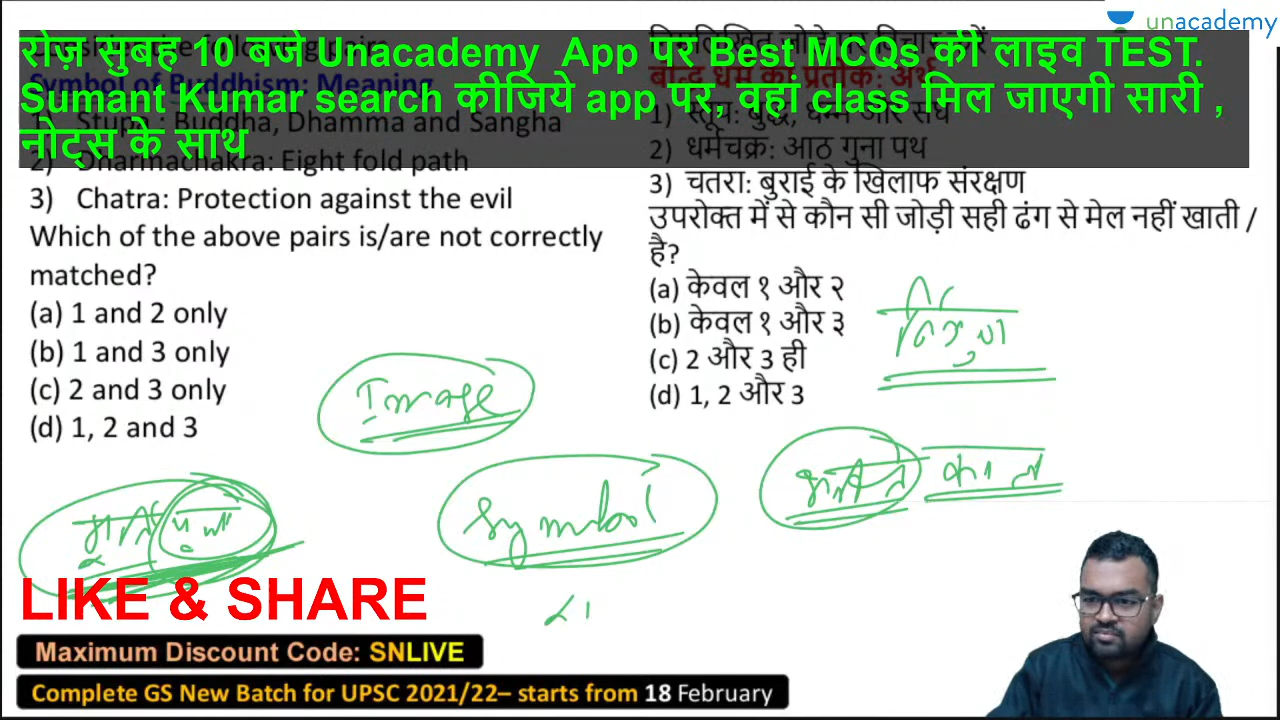 unacademy
रोज़ सुबह 10 बजे Unacademy App पर Best MCQs की लाइव TEST.
Sumant Kumar search कीजिये app पर, वहां class मिल जाएगी सारी ,
नोट्स के साथ
Symbol of Buddhism: Meaning
1) Stupa : Buddha, Dhamma and Sangha
2) Dharmachakra: Eight fold path
3) Chatra: Protection against the evil
Which of the above pairs is/are not correctly
matched?
(a) 1 and 2 only
(b) 1 and 3 only
(c) 2 and 3 only
(d) 1, 2 and 3
बौद्ध धर्म का प्रतीक: अर्थ
1) स्तूप: बुद्ध, धम्म और संघ
2) धर्मचक्र: आठ गुना पथ
3) चतरा: बुराई के खिलाफ संरक्षण
उपरोक्त में से कौन सी जोड़ी सही ढंग से मेल नहीं खाती /
है?
(a) केवल १ और २
(b) केवल १ और ३
(c) 2 और 3 ही
(d) 1, 2 और 3
Image
Symbol
LIKE & SHARE
Maximum Discount Code: SNLIVE
Complete GS New Batch for UPSC 2021/22– starts from 18 February